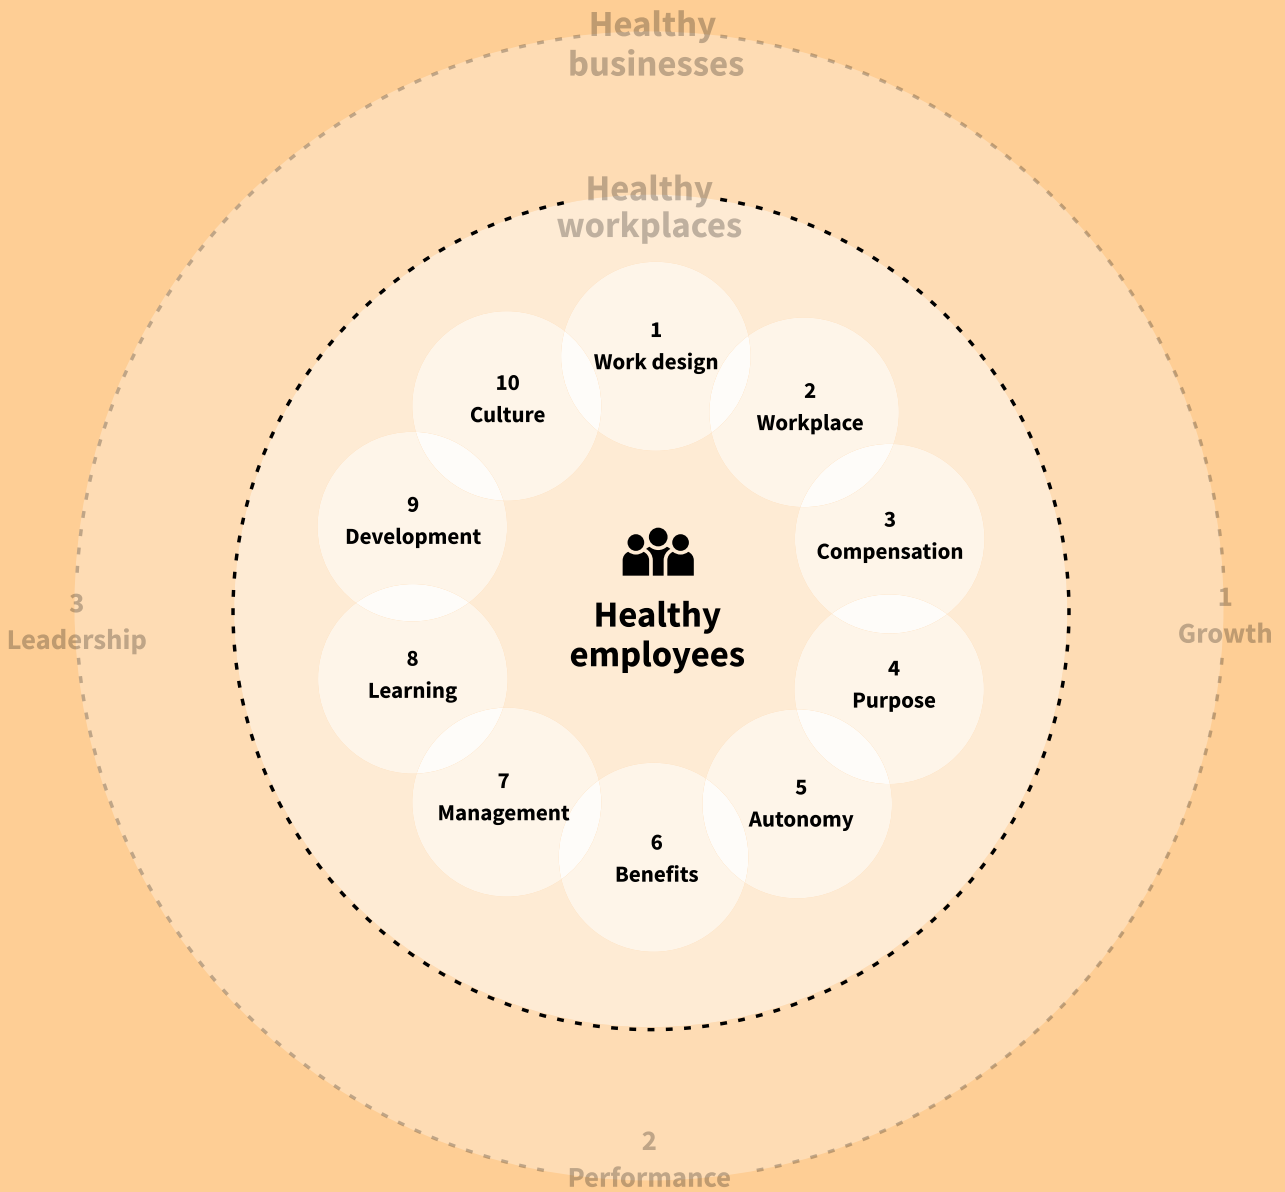 Healthy
businesses
Healthy
workplaces
1
Work design
2
Workplace
3
Compensation
4
Purpose
5
Autonomy
6
Benefits
7
Management
8
Learning
9
Development
10
Culture
Healthy
employees
1
Growth
2
Performance
3
Leadership